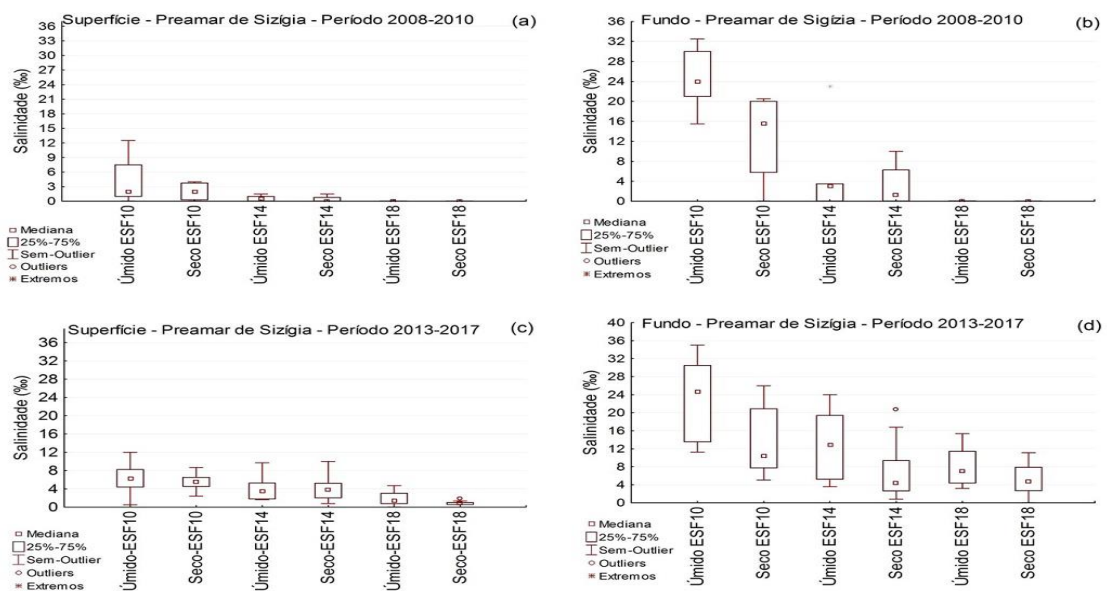 Superfície - Preamar de Sizígia - Período 2008-2010 (a)
Salinidade (‰)
36
33
30
27
24
21
18
15
12
9
6
3
0
Úmido ESF10
Seco ESF10
Úmido ESF14
Seco ESF14
Úmido ESF18
Seco ESF18
Mediana
25%-75%
Sem-Outlier
Outliers
Extremos
Fundo - Preamar de Sigízia - Período 2008-2010 (b)
Salinidade (‰)
36
32
28
24
20
16
12
8
4
0
Úmido ESF10
Seco ESF10
Úmido ESF14
Seco ESF14
Úmido ESF18
Seco ESF18
Mediana
25%-75%
Sem-Outlier
Outliers
Extremos
Superfície - Preamar de Sizígia - Período 2013-2017 (c)
Salinidade (‰)
36
32
28
24
20
16
12
8
4
0
Úmido-ESF10
Seco-ESF10
Úmido-ESF14
Seco-ESF14
Úmido-ESF18
Seco-ESF18
Mediana
25%-75%
Sem-Outlier
Outliers
Extremos
Fundo - Preamar de Sizígia - Período 2013-2017 (d)
Salinidade (‰)
40
36
32
28
24
20
16
12
8
4
0
Úmido ESF10
Seco ESF10
Úmido ESF14
Seco ESF14
Úmido ESF18
Seco ESF18
Mediana
25%-75%
Sem-Outlier
Outliers
Extremos